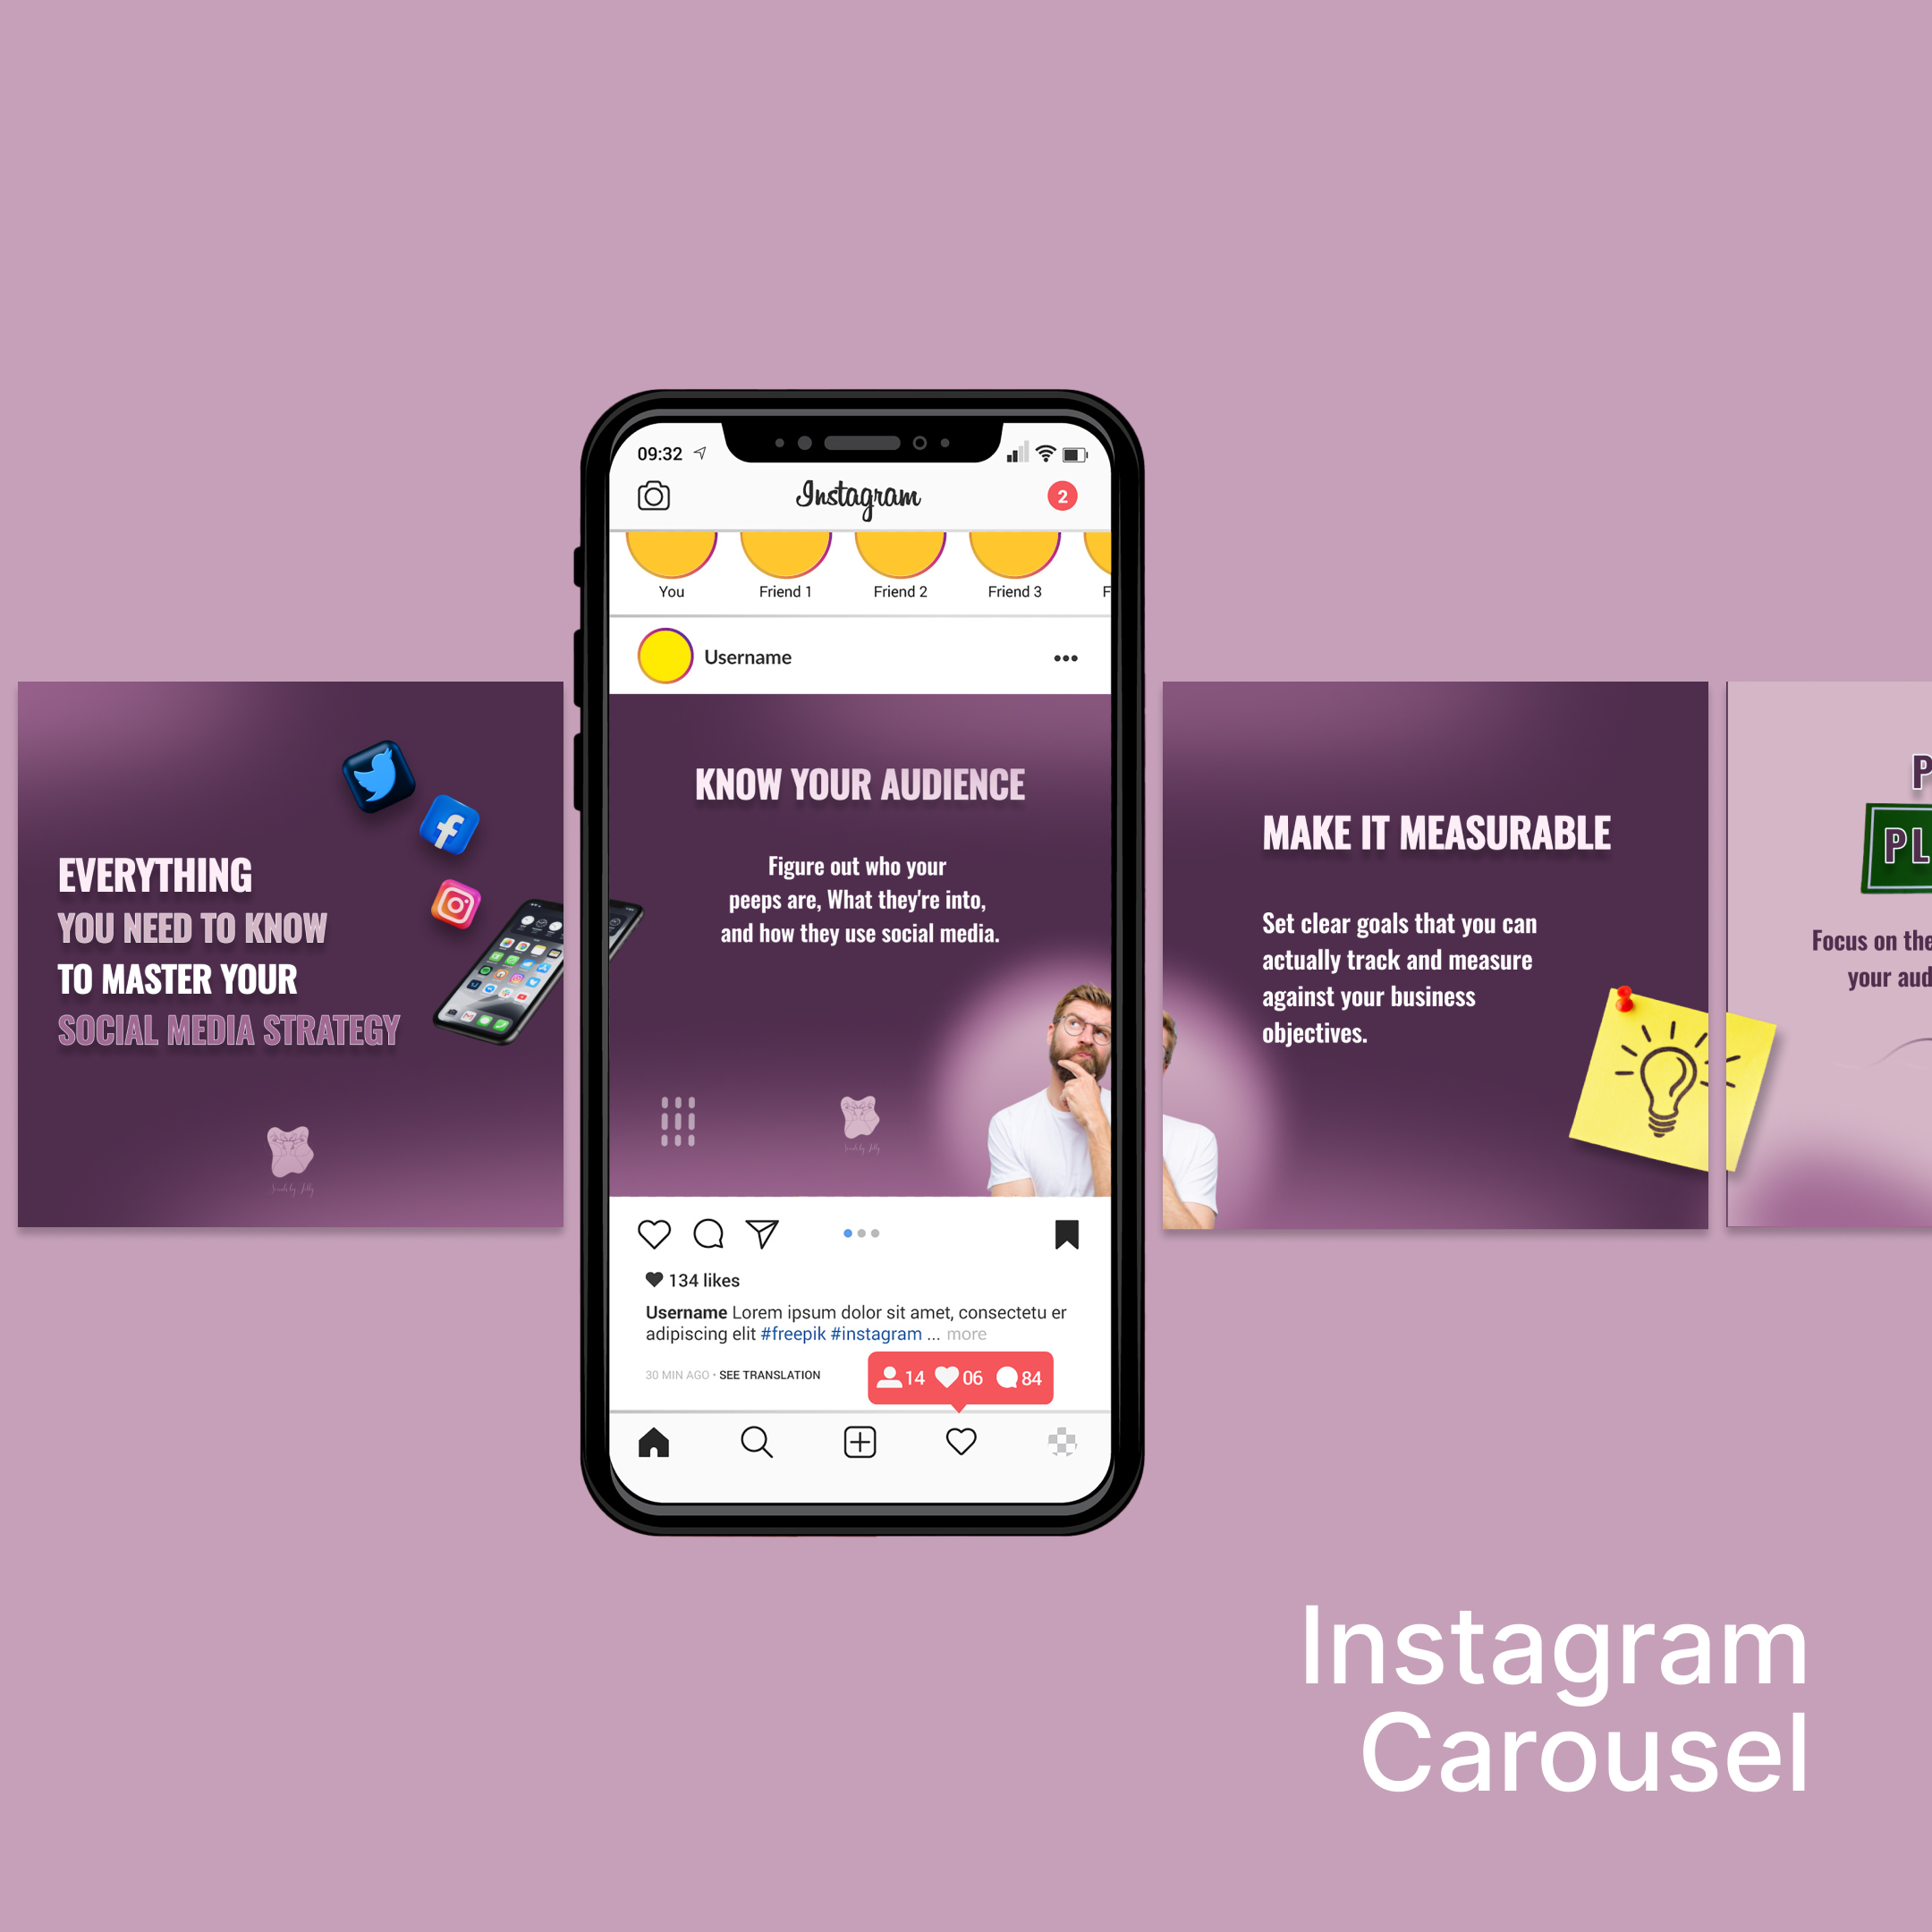 EVERYTHING
YOU NEED TO KNOW
TO MASTER YOUR
SOCIAL MEDIA STRATEGY
09:32
Instagram
2
You
Friend 1
Friend 2
Friend 3
F
Username
KNOW YOUR AUDIENCE
Figure out who your
peeps are, What they're into,
and how they use social media.
134 likes
Username Lorem ipsum dolor sit amet, consectetu er
adipiscing elit #freepik #instagram ... more
30 MIN AGO • SEE TRANSLATION
14 06 84
MAKE IT MEASURABLE
Set clear goals that you can
actually track and measure
against your business
objectives.
P
PL
Focus on the
your aud
Instagram
Carousel